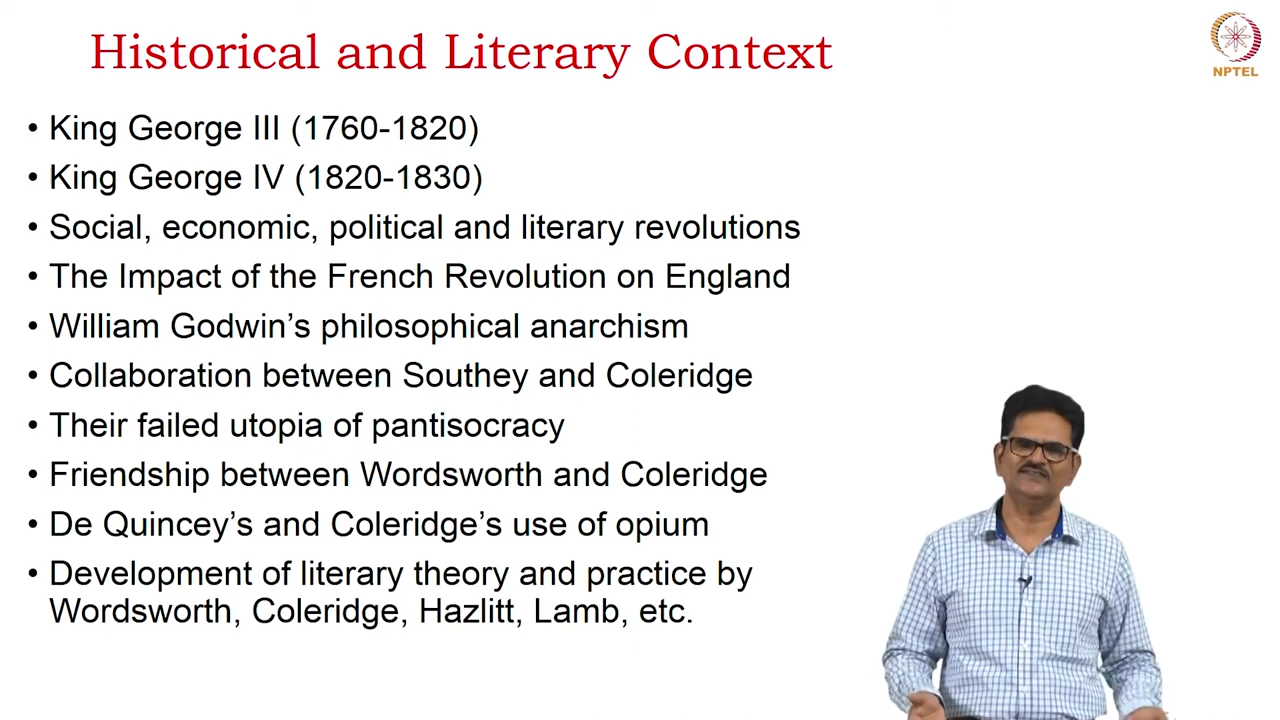 Historical and Literary Context
NPTEL
• King George III (1760-1820)
• King George IV (1820-1830)
• Social, economic, political and literary revolutions
• The Impact of the French Revolution on England
• William Godwin’s philosophical anarchism
• Collaboration between Southey and Coleridge
• Their failed utopia of pantisocracy
• Friendship between Wordsworth and Coleridge
• De Quincey’s and Coleridge’s use of opium
• Development of literary theory and practice by
Wordsworth, Coleridge, Hazlitt, Lamb, etc.